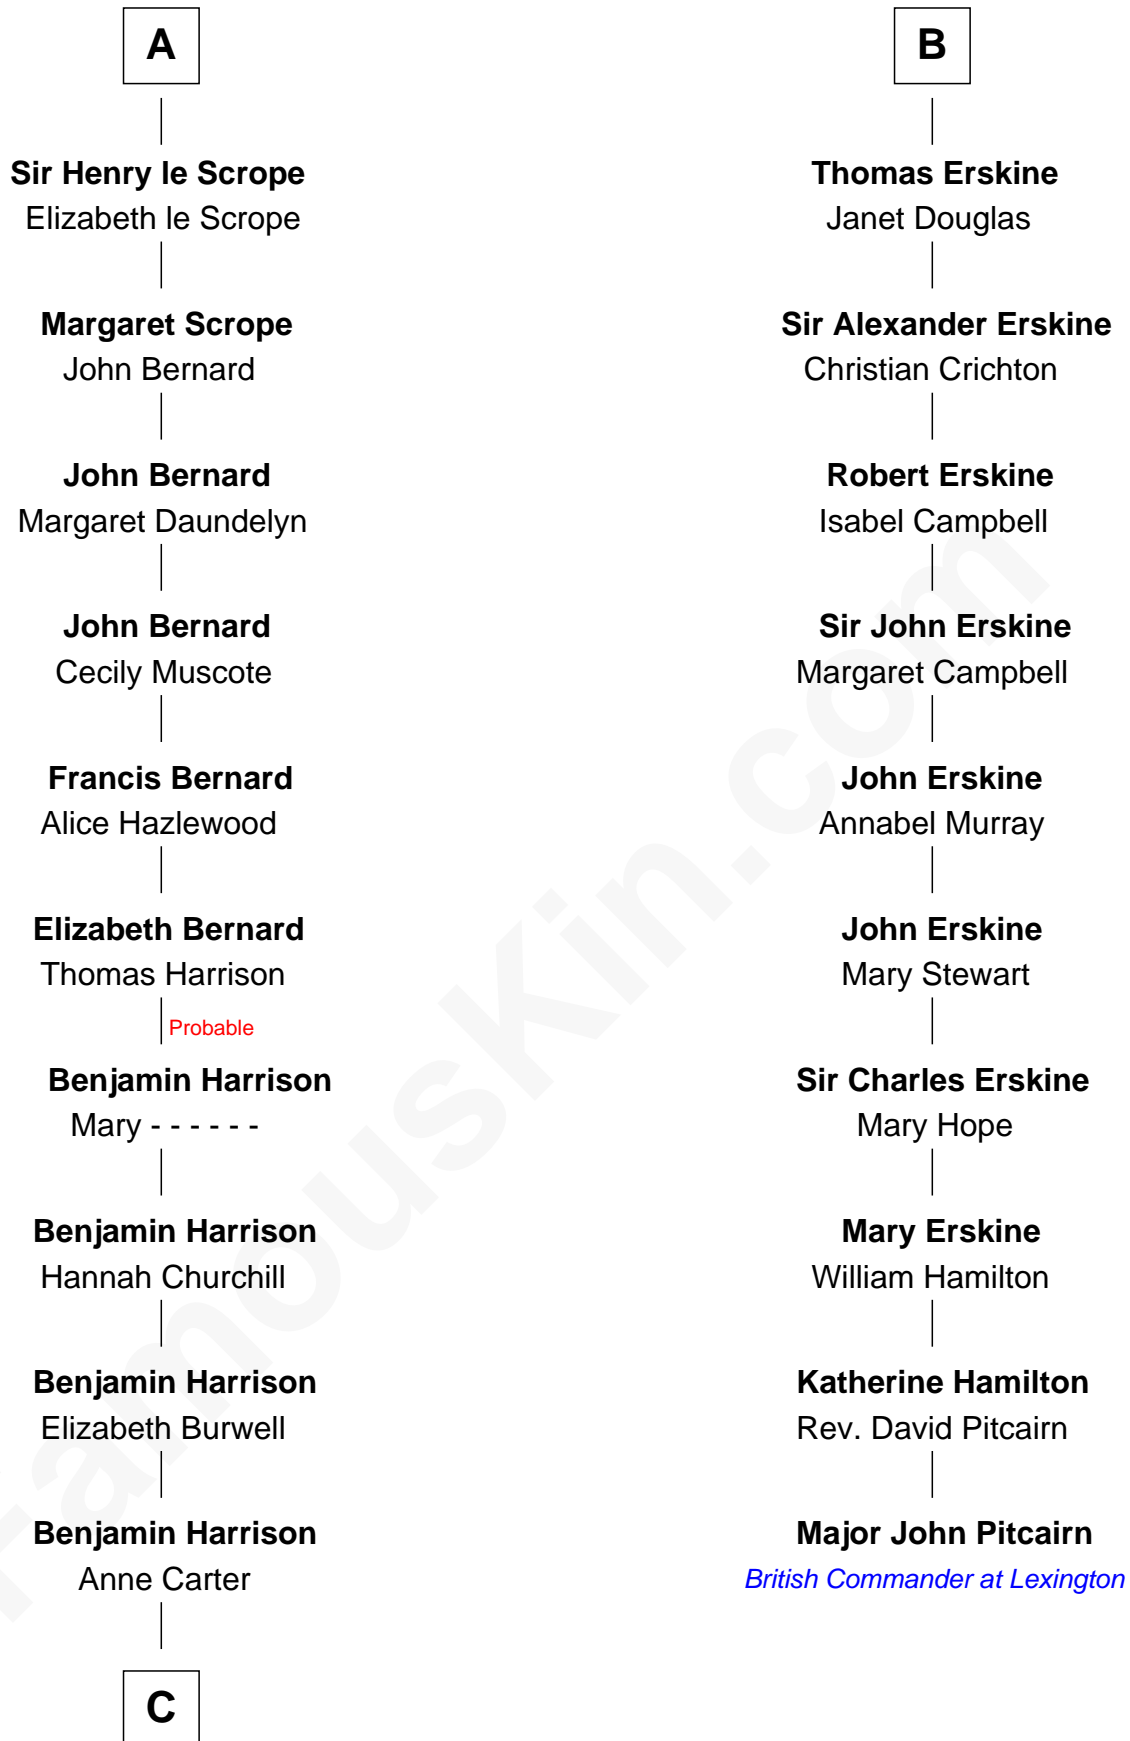 A
Sir Henry le Scrope
Elizabeth le Scrope
Margaret Scrope
John Bernard
John Bernard
Margaret Daundelyn
John Bernard
Cecily Muscote
Francis Bernard
Alice Hazlewood
Elizabeth Bernard
Thomas Harrison
Probable
Benjamin Harrison
Mary - - - - - -
Benjamin Harrison
Hannah Churchill
Benjamin Harrison
Elizabeth Burwell
Benjamin Harrison
Anne Carter
C
B
Thomas Erskine
Janet Douglas
Sir Alexander Erskine
Christian Crichton
Robert Erskine
Isabel Campbell
Sir John Erskine
Margaret Campbell
John Erskine
Annabel Murray
John Erskine
Mary Stewart
Sir Charles Erskine
Mary Hope
Mary Erskine
William Hamilton
Katherine Hamilton
Rev. David Pitcairn
Major John Pitcairn
British Commander at Lexington
FamousKin.com